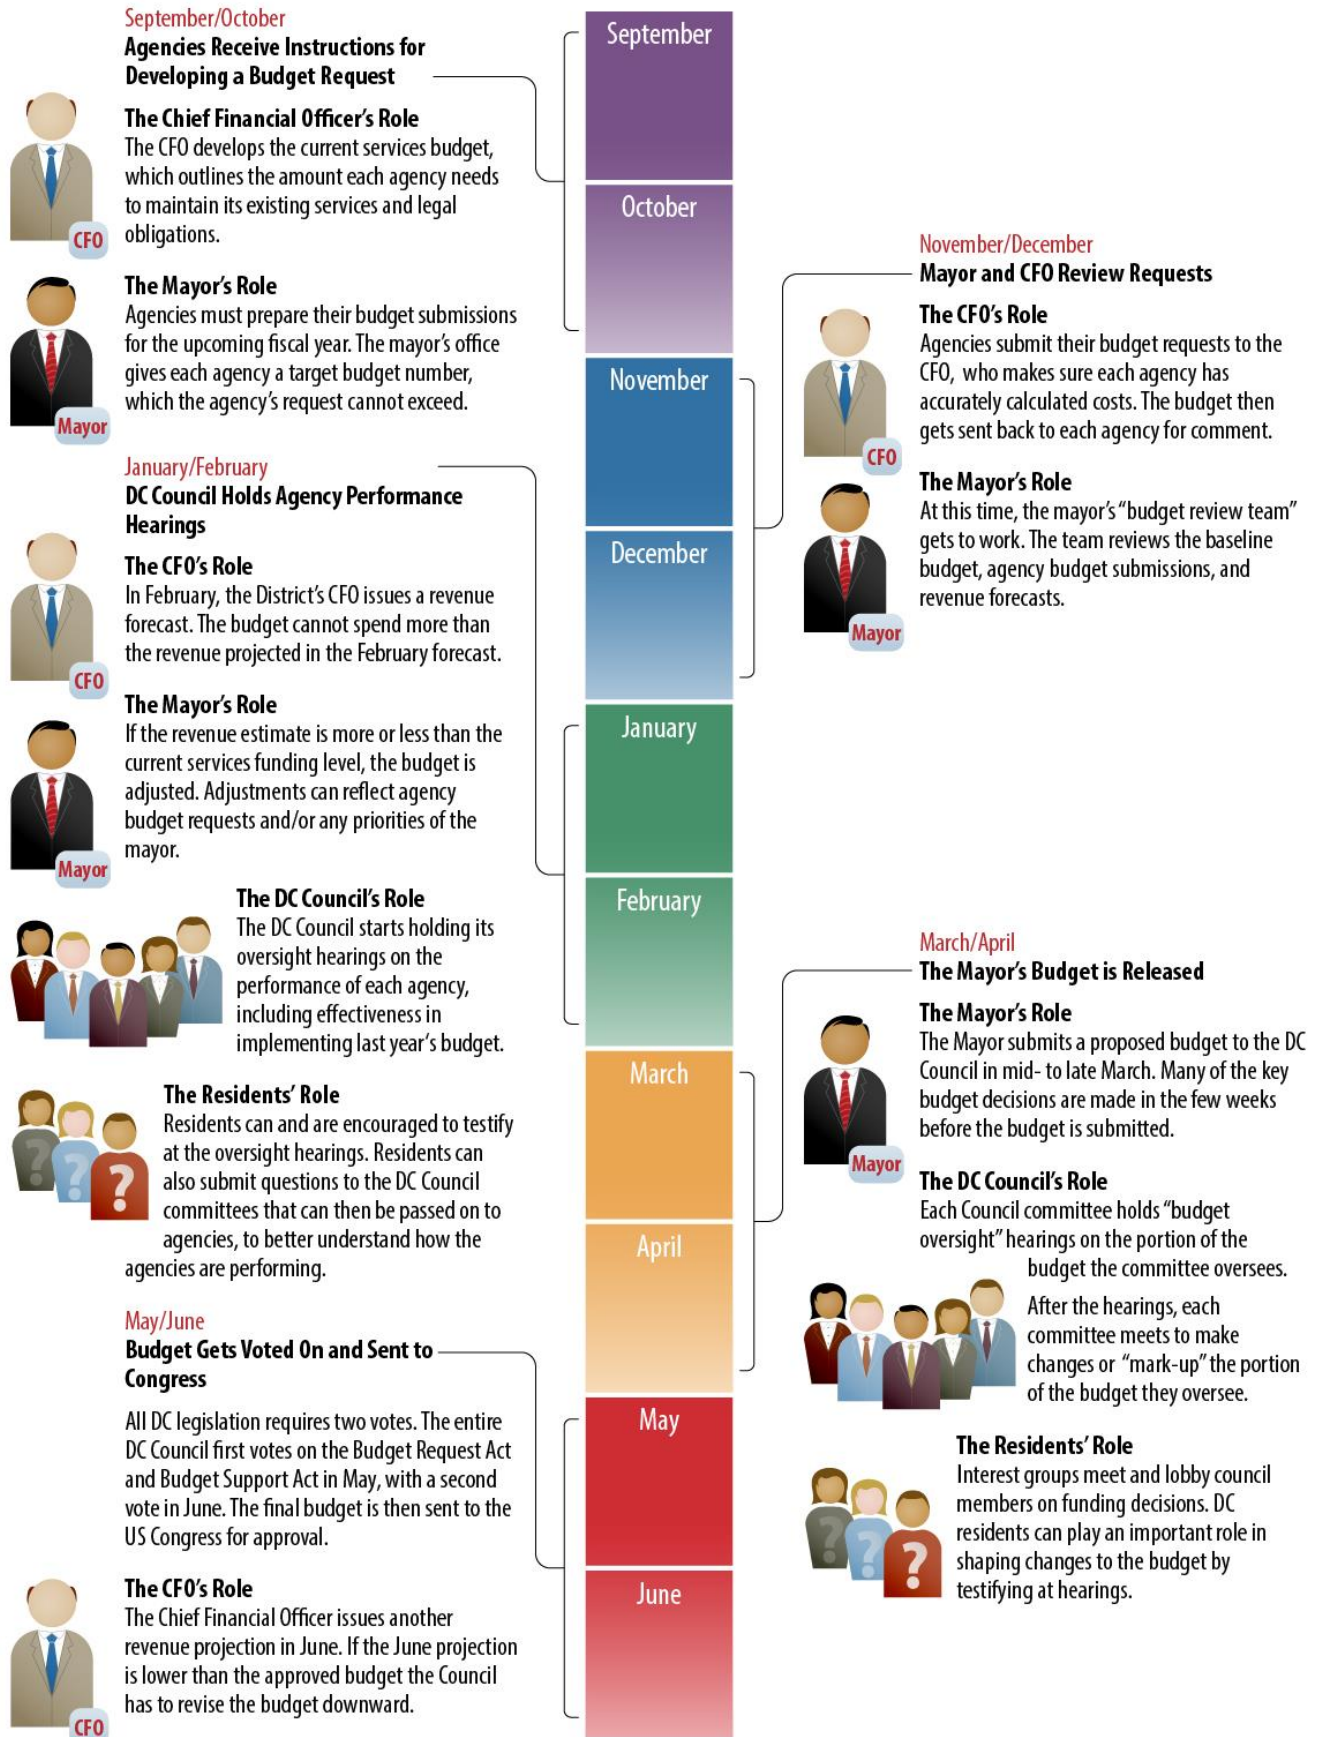 September/October
Agencies Receive Instructions for
Developing a Budget Request
The Chief Financial Officer's Role
The CFO develops the current services budget,
which outlines the amount each agency needs
to maintain its existing services and legal
obligations.
CFO
The Mayor's Role
Agencies must prepare their budget submissions
for the upcoming fiscal year. The mayor's office
gives each agency a target budget number,
which the agency's request cannot exceed.
Mayor
September
October
November/December
Mayor and CFO Review Requests
The CFO's Role
Agencies submit their budget requests to the
CFO, who makes sure each agency has
accurately calculated costs. The budget then
gets sent back to each agency for comment.
CFO
The Mayor's Role
At this time, the mayor's "budget review team"
gets to work. The team reviews the baseline
budget, agency budget submissions, and
revenue forecasts.
Mayor
November
December
January/February
DC Council Holds Agency Performance
Hearings
The CFO's Role
In February, the District's CFO issues a revenue
forecast. The budget cannot spend more than
the revenue projected in the February forecast.
CFO
The Mayor's Role
If the revenue estimate is more or less than the
current services funding level, the budget is
adjusted. Adjustments can reflect agency
budget requests and/or any priorities of the
mayor.
Mayor
The DC Council's Role
The DC Council starts holding its
oversight hearings on the
performance of each agency,
including effectiveness in
implementing last year's budget.
The Residents' Role
Residents can and are encouraged to testify
at the oversight hearings. Residents can
also submit questions to the DC Council
committees that can then be passed on to
agencies, to better understand how the
agencies are performing.
? ? ?
January
February
March/April
The Mayor's Budget is Released
The Mayor's Role
The Mayor submits a proposed budget to the DC
Council in mid- to late March. Many of the key
budget decisions are made in the few weeks
before the budget is submitted.
Mayor
The DC Council's Role
Each Council committee holds "budget
oversight" hearings on the portion of the
budget the committee oversees.
After the hearings, each
committee meets to make
changes or "mark-up" the portion
of the budget they oversee.
The Residents' Role
Interest groups meet and lobby council
members on funding decisions. DC
residents can play an important role in
shaping changes to the budget by
testifying at hearings.
? ? ?
March
April
May/June
Budget Gets Voted On and Sent to
Congress
All DC legislation requires two votes. The entire
DC Council first votes on the Budget Request Act
and Budget Support Act in May, with a second
vote in June. The final budget is then sent to the
US Congress for approval.
The CFO's Role
The Chief Financial Officer issues another
revenue projection in June. If the June projection
is lower than the approved budget the Council
has to revise the budget downward.
CFO
May
June